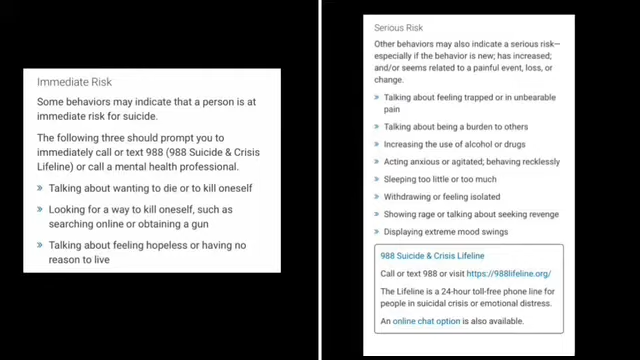 Immediate Risk
Some behaviors may indicate that a person is at
immediate risk for suicide.
The following three should prompt you to
immediately call or text 988 (988 Suicide & Crisis
Lifeline) or call a mental health professional.
» Talking about wanting to die or to kill oneself
» Looking for a way to kill oneself, such as
searching online or obtaining a gun
» Talking about feeling hopeless or having no
reason to live
Serious Risk
Other behaviors may also indicate a serious risk—
especially if the behavior is new; has increased;
and/or seems related to a painful event, loss, or
change.
» Talking about feeling trapped or in unbearable
pain
» Talking about being a burden to others
» Increasing the use of alcohol or drugs
» Acting anxious or agitated; behaving recklessly
» Sleeping too little or too much
» Withdrawing or feeling isolated
» Showing rage or talking about seeking revenge
» Displaying extreme mood swings
988 Suicide & Crisis Lifeline
Call or text 988 or visit https://988lifeline.org/
The Lifeline is a 24-hour toll-free phone line for
people in suicidal crisis or emotional distress.
An online chat option is also available.